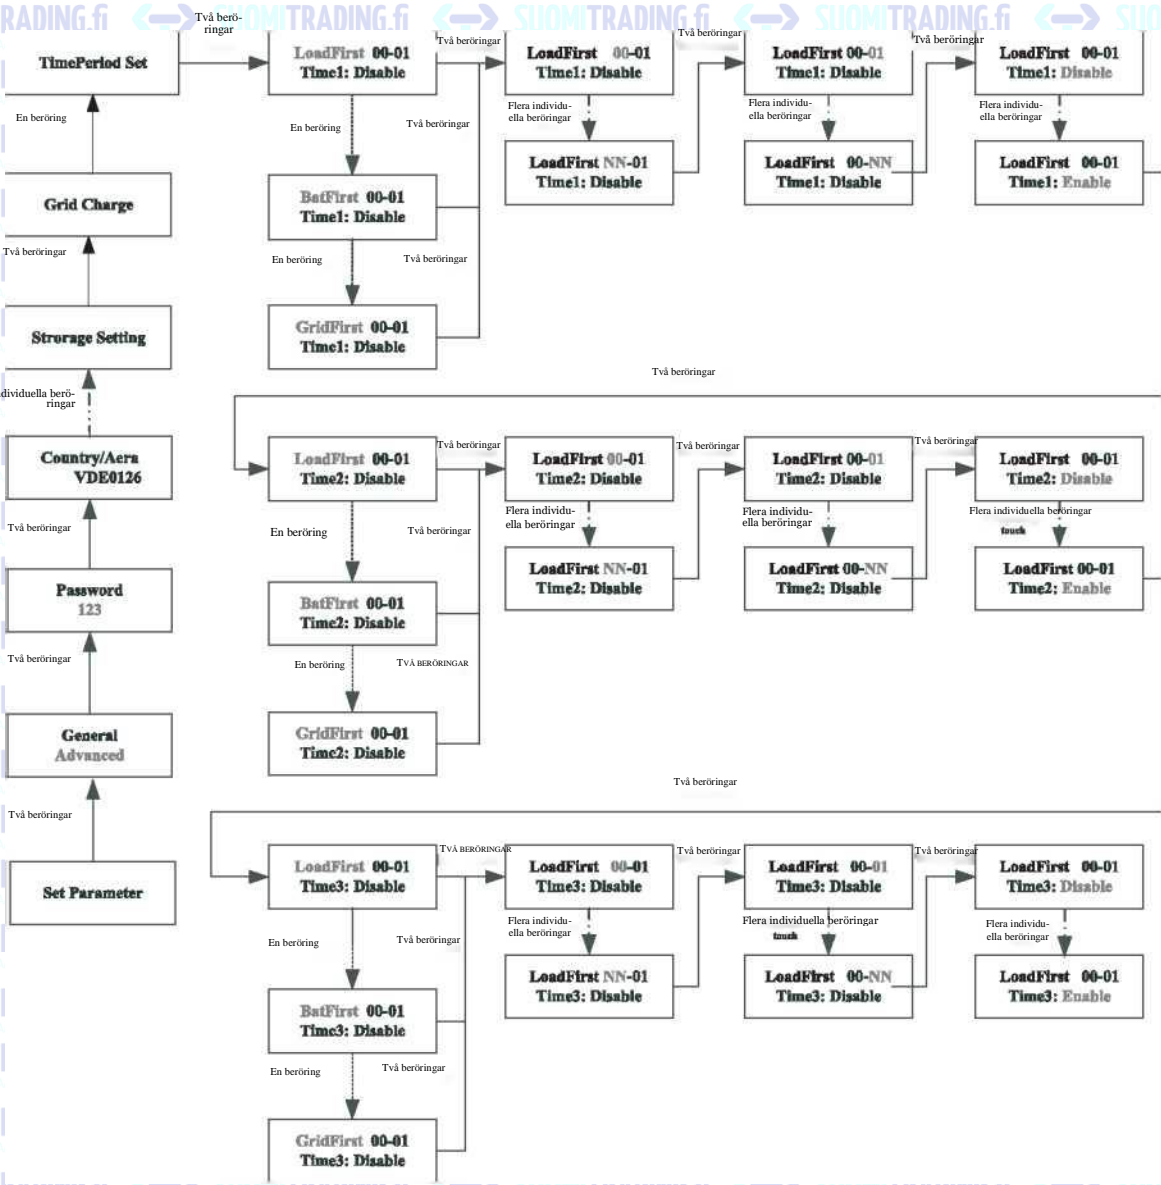 RADING.fi SUOMITRADING.fi SUOMITRADING.fi SUOMITRADING.fi SUO
Två berö-
ringar
TimePeriod Set
LoadFirst 00-01
Time1: Disable
Två beröringar
LoadFirst 00-01
Time1: Disable
Två beröringar
LoadFirst 00-01
Time1: Disable
Två beröringar
LoadFirst 00-01
Time1: Disable
En beröring
En beröring
Två beröringar
Flera individu-
ella beröringar
Flera individu-
ella beröringar
Flera individu-
ella beröringar
LoadFirst NN-01
Time1: Disable
LoadFirst 00-NN
Time1: Disable
LoadFirst 00-01
Time1: Enable
Grid Charge
BatFirst 00-01
Time1: Disable
Två beröringar
En beröring
Två beröringar
Strorage Setting
GridFirst 00-01
Time1: Disable
Två beröringar
dividuella berö-
ringar
Country/Aera
VDE0126
LoadFirst 00-01
Time2: Disable
Två beröringar
LoadFirst 00-01
Time2: Disable
Två beröringar
LoadFirst 00-01
Time2: Disable
Två beröringar
LoadFirst 00-01
Time2: Disable
Två beröringar
En beröring
Två beröringar
Flera individu-
ella beröringar
Flera individu-
ella beröringar
Flera individuella beröringar
touch
LoadFirst NN-01
Time2: Disable
LoadFirst 00-NN
Time2: Disable
LoadFirst 00-01
Time2: Enable
Password
123
BatFirst 00-01
Time2: Disable
Två beröringar
En beröring
TVÅ BERÖRINGAR
General
Advanced
GridFirst 00-01
Time2: Disable
Två beröringar
Två beröringar
Set Parameter
LoadFirst 00-01
Time3: Disable
TVÅ BERÖRINGAR
LoadFirst 00-01
Time3: Disable
Två beröringar
LoadFirst 00-01
Time3: Disable
Två beröringar
LoadFirst 00-01
Time3: Disable
En beröring
Två beröringar
Flera individu-
ella beröringar
Flera individuella beröringar
touch
Flera individu-
ella beröringar
LoadFirst NN-01
Time3: Disable
LoadFirst 00-NN
Time3: Disable
LoadFirst 00-01
Time3: Enable
BatFirst 00-01
Time3: Disable
En beröring
Två beröringar
GridFirst 00-01
Time3: Disable